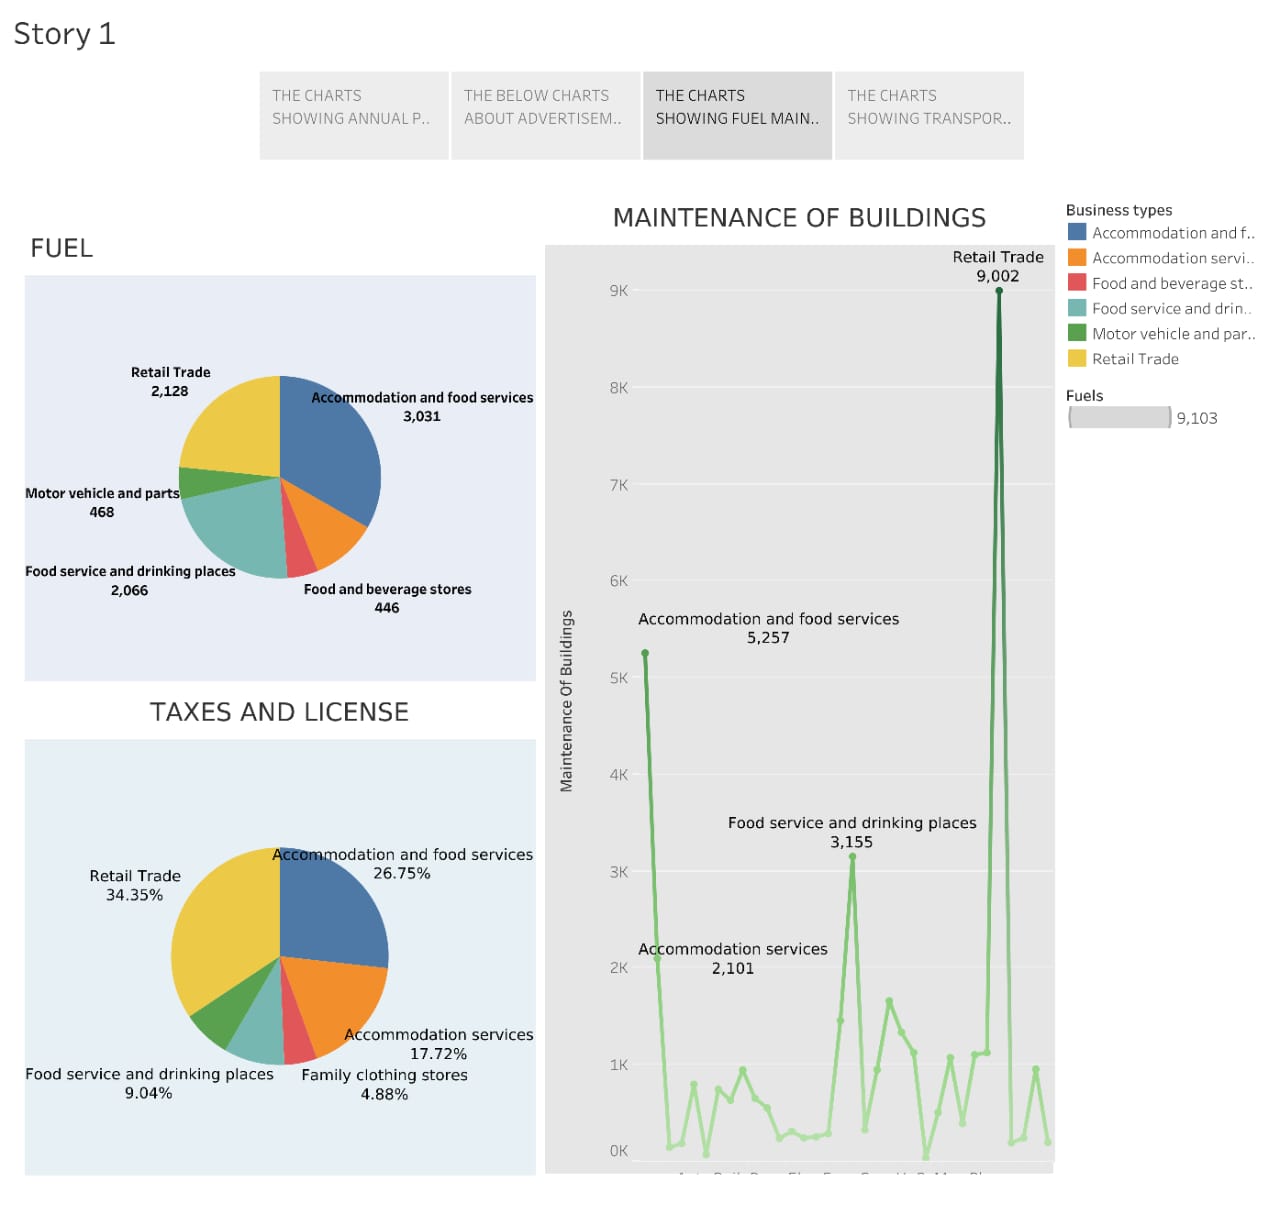 Story 1
THE CHARTS
SHOWING ANNUAL P..
THE BELOW CHARTS
ABOUT ADVERTISEM..
THE CHARTS
SHOWING FUEL MAIN..
THE CHARTS
SHOWING TRANSPOR..
FUEL
Retail Trade
2,128
Accommodation and food services
3,031
Motor vehicle and parts
468
Food service and drinking places
2,066
Food and beverage stores
446
TAXES AND LICENSE
Accommodation and food services
26.75%
Retail Trade
34.35%
Accommodation services
17.72%
Food service and drinking places
9.04%
Family clothing stores
4.88%
MAINTENANCE OF BUILDINGS
Retail Trade
9,002
9K
8K
7K
6K
5K
4K
3K
2K
1K
0K
Maintenance Of Buildings
Accommodation and food services
5,257
Food service and drinking places
3,155
Accommodation services
2,101
Business types
Accommodation and f..
Accommodation servi..
Food and beverage st..
Food service and drin..
Motor vehicle and par..
Retail Trade
Fuels
9,103